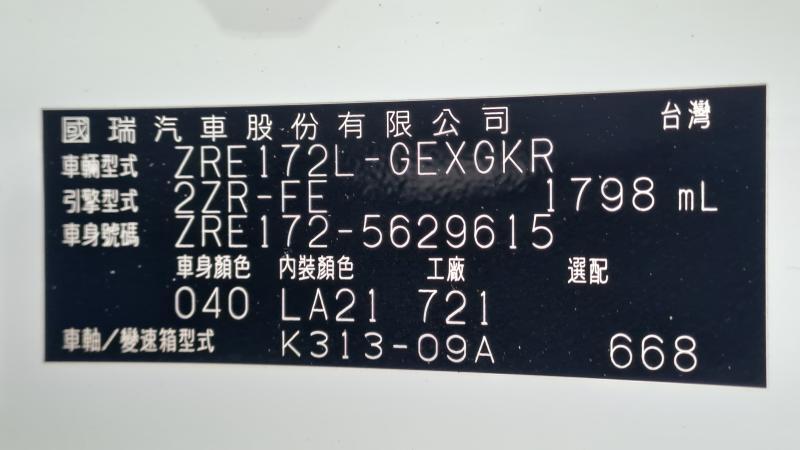 國瑞汽車股份有限公司 台灣
車輛型式 ZRE172L-GEXGKR
引擎型式 2ZR-FE 1798 mL
車身號碼 ZRE172-5629615
車身顏色 內裝顏色 工廠 選配
040 LA21 721
車軸/變速箱型式 K313-09A 668